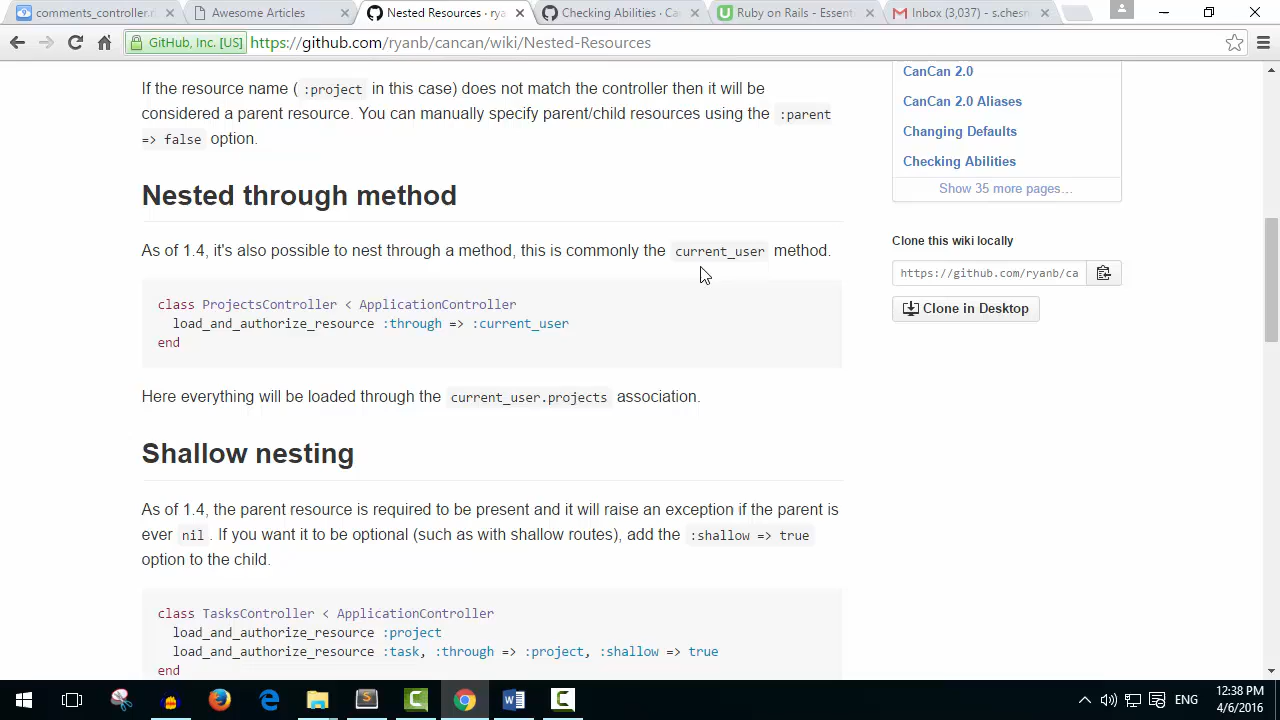 comments_controller.r
Awesome Articles
Nested Resources · rya
Checking Abilities · Ca
Ruby on Rails - Essent
Inbox (3,037) - s.chesn
GitHub, Inc. [US] https://github.com/ryanb/cancan/wiki/Nested-Resources
If the resource name ( :project in this case) does not match the controller then it will be
considered a parent resource. You can manually specify parent/child resources using the :parent
=> false option.
Nested through method
As of 1.4, it's also possible to nest through a method, this is commonly the current_user method.
class ProjectsController < ApplicationController
load_and_authorize_resource :through => :current_user
end
Here everything will be loaded through the current_user.projects association.
Shallow nesting
As of 1.4, the parent resource is required to be present and it will raise an exception if the parent is
ever nil . If you want it to be optional (such as with shallow routes), add the :shallow => true
option to the child.
class TasksController < ApplicationController
load_and_authorize_resource :project
load_and_authorize_resource :task, :through => :project, :shallow => true
end
CanCan 2.0
CanCan 2.0 Aliases
Changing Defaults
Checking Abilities
Show 35 more pages…
Clone this wiki locally
https://github.com/ryanb/ca
Clone in Desktop
ENG
12:38 PM
4/6/2016